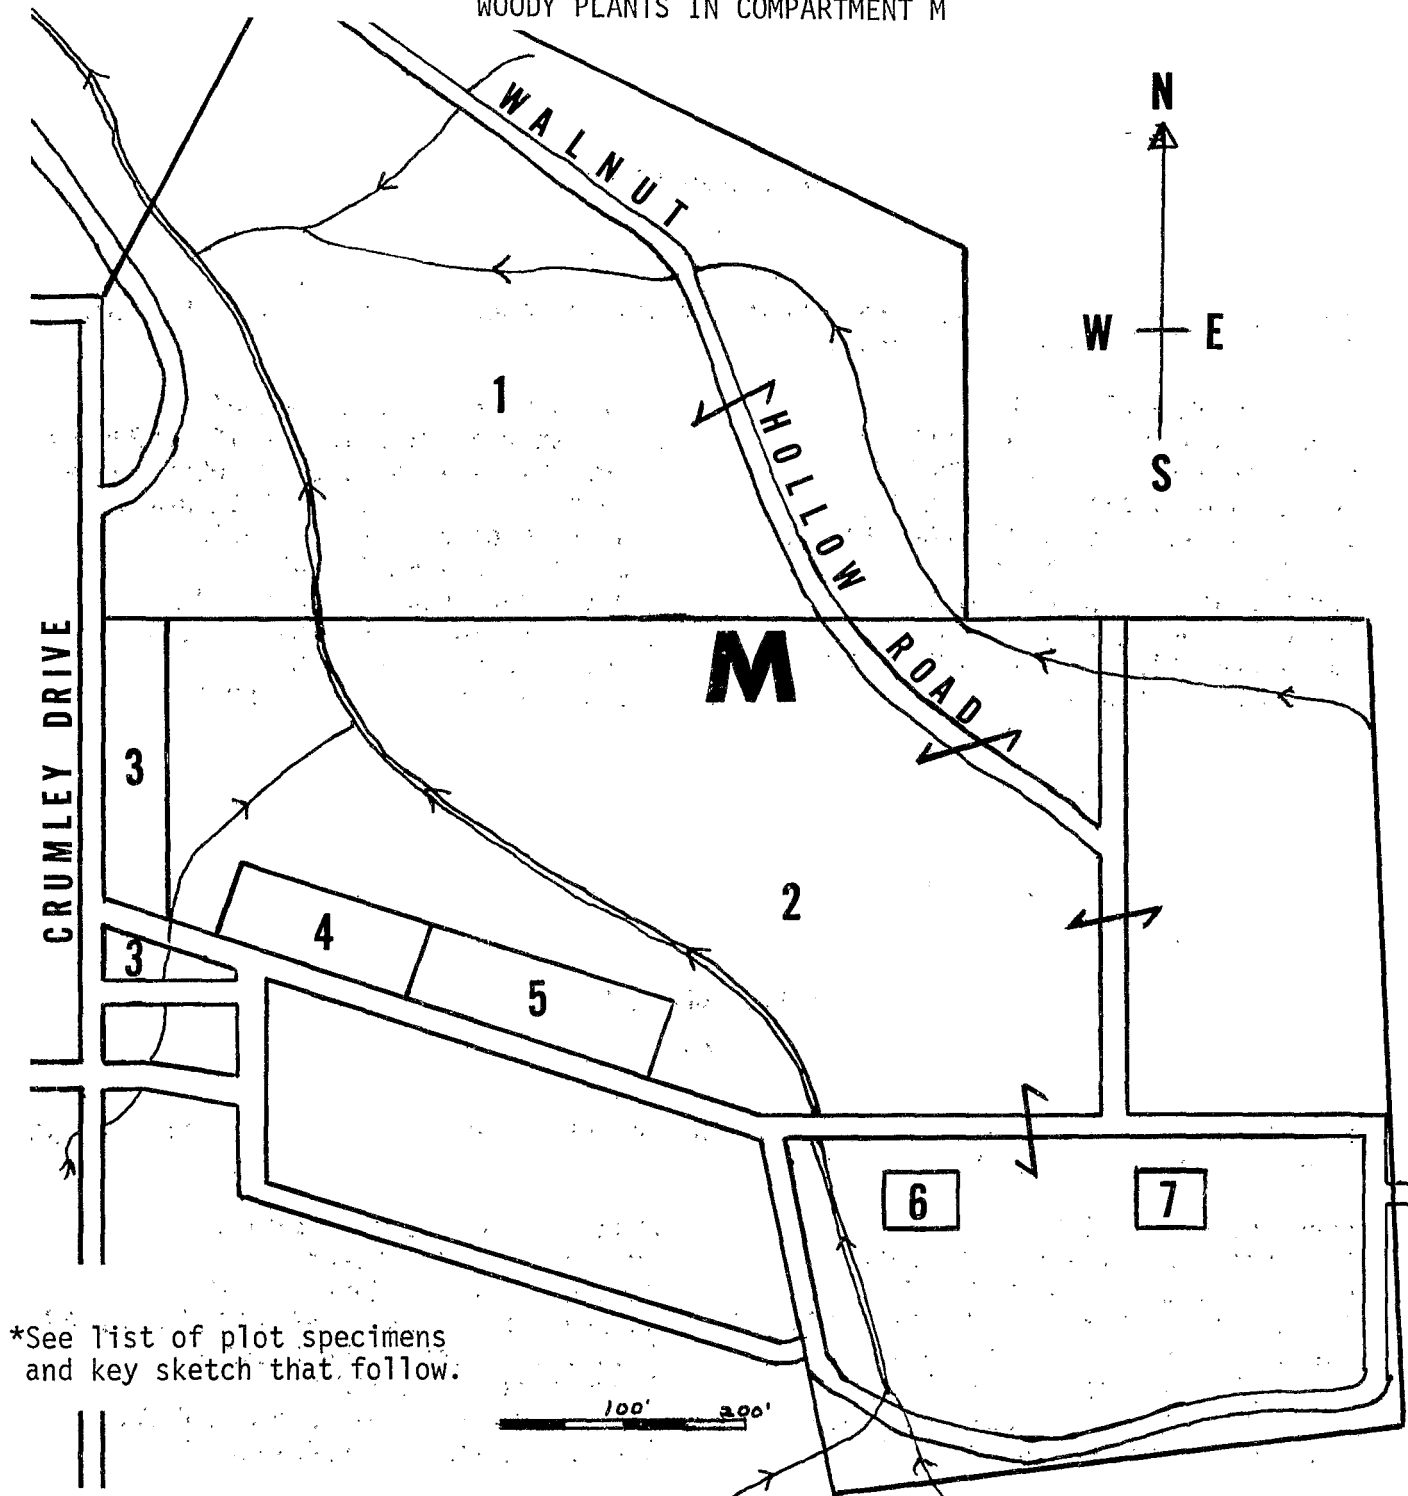 WOODY PLANTS IN COMPARTMENT M
N
W E
S
WALNUT HOLLOW ROAD
1
M
CRUMLEY DRIVE
3
2
4
3
5
6
7
*See list of plot specimens
and key sketch that follow.
100' 200'